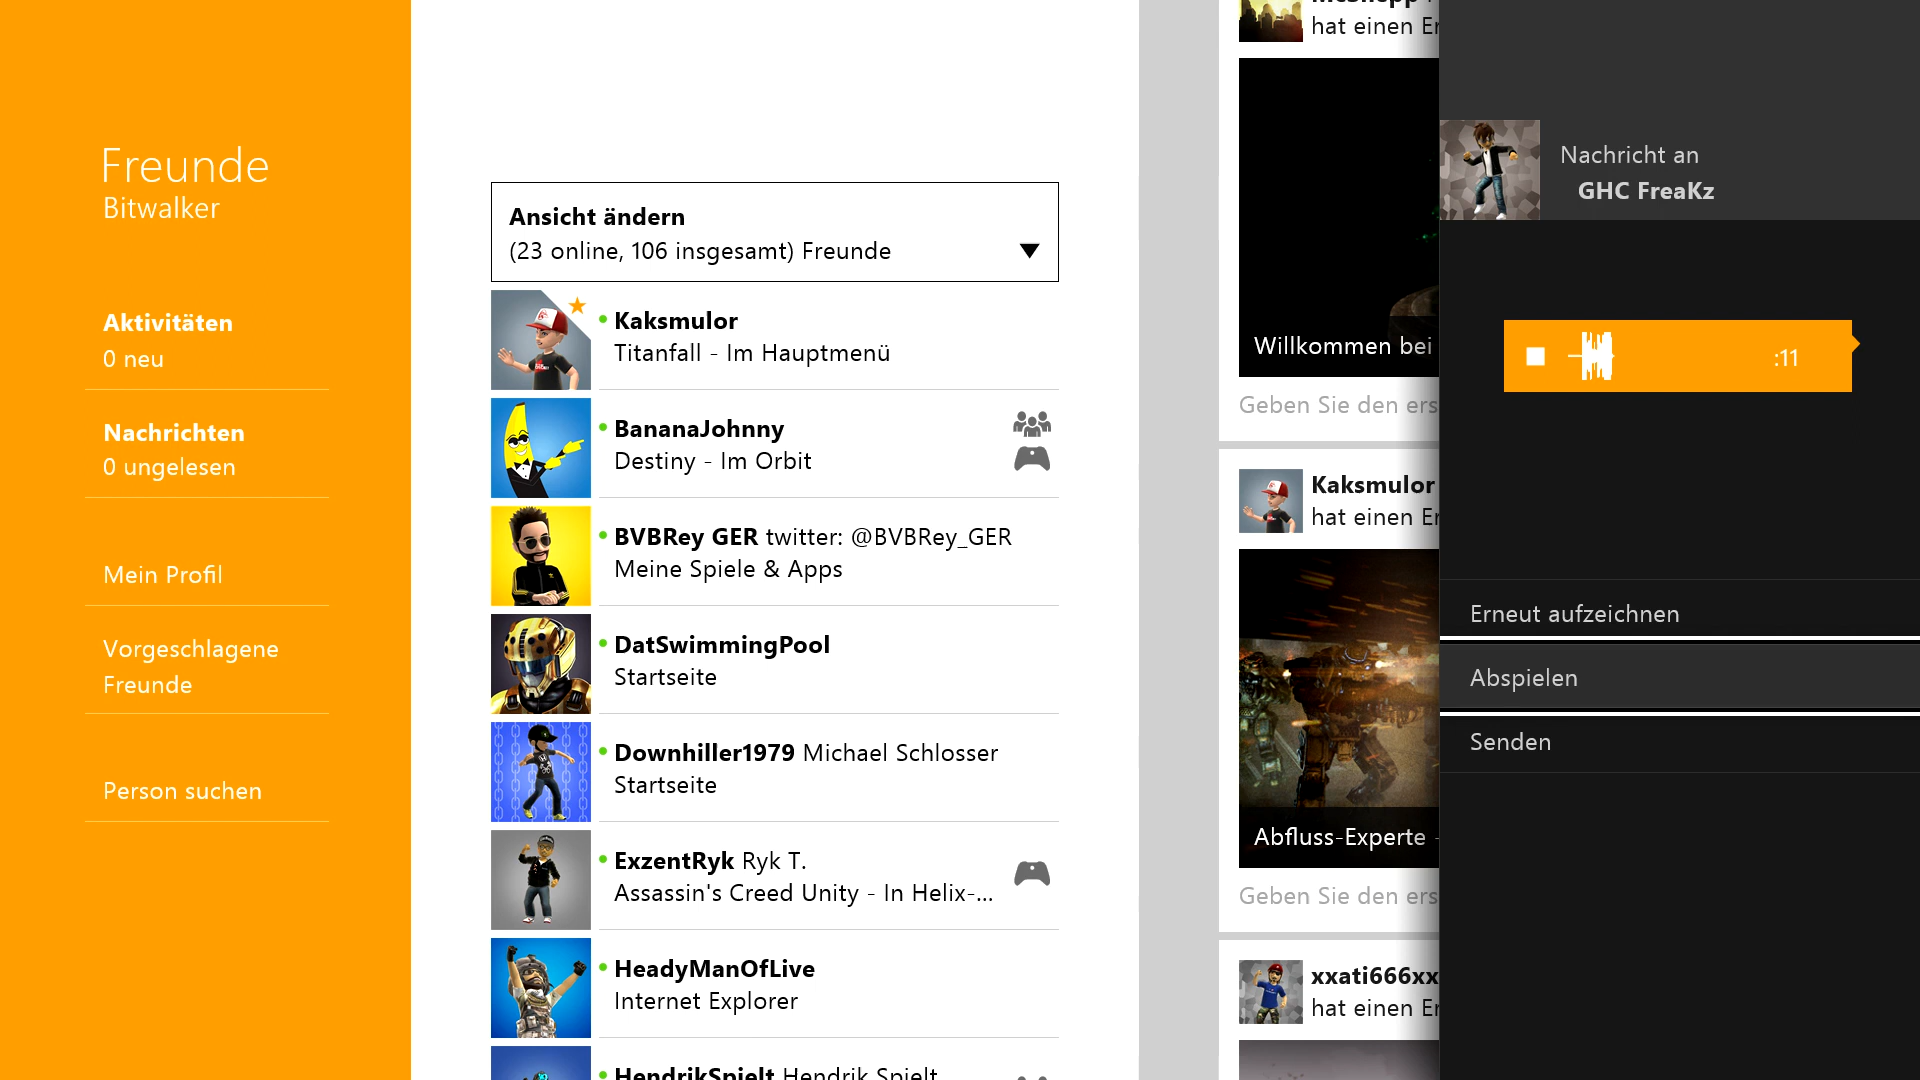 Freunde
Bitwalker
Aktivitäten
0 neu
Nachrichten
0 ungelesen
Mein Profil
Vorgeschlagene
Freunde
Person suchen
Ansicht ändern
(23 online, 106 insgesamt) Freunde
Kaksmulor
Titanfall - Im Hauptmenü
BananaJohnny
Destiny - Im Orbit
BVBRey GER twitter: @BVBRey_GER
Meine Spiele & Apps
DatSwimmingPool
Startseite
Downhiller1979 Michael Schlosser
Startseite
ExzentRyk Ryk T.
Assassin's Creed Unity - In Helix-...
HeadyManOfLive
Internet Explorer
HendrikSpielt Hendrik Spielt
hat einen Er
Willkommen bei
Geben Sie den ers
Kaksmulor
hat einen Er
Abfluss-Experte -
Geben Sie den ers
xxati666xx
hat einen Er
Nachricht an
GHC FreaKz
:11
Erneut aufzeichnen
Abspielen
Senden